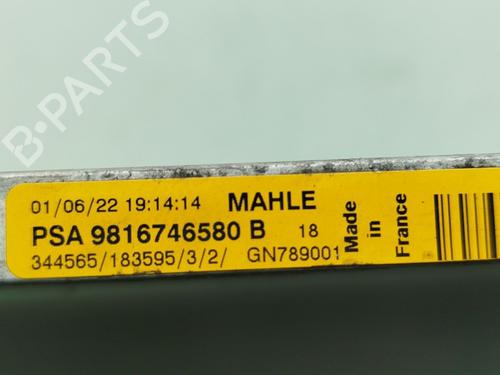 B-PARTS
01/06/22 19:14:14 MAHLE
PSA 9816746580 B 18
344565/183595/3/2/ GN789001
Made
in
France